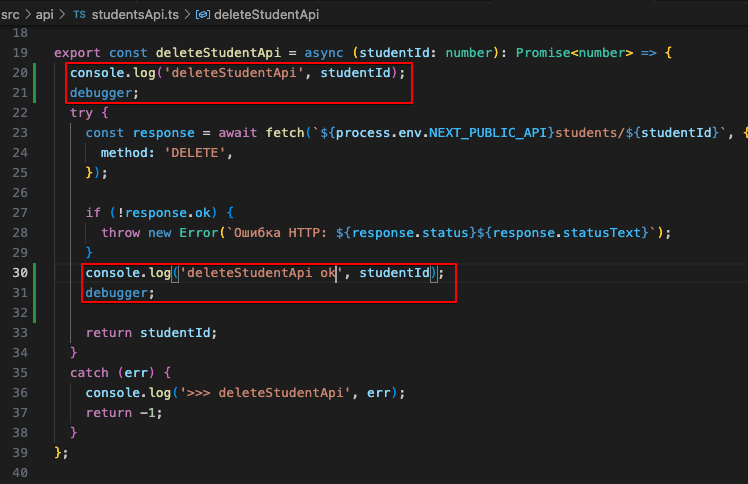 src > api > TS studentsApi.ts > deleteStudentApi
18
19 export const deleteStudentApi = async (studentId: number): Promise<number> => {
20   console.log('deleteStudentApi', studentId);
21   debugger;
22   try {
23     const response = await fetch(`${process.env.NEXT_PUBLIC_API}students/${studentId}`, {
24       method: 'DELETE',
25     });
26
27     if (!response.ok) {
28       throw new Error(`Ошибка HTTP: ${response.status}${response.statusText}`);
29     }
30     console.log('deleteStudentApi ok', studentId);
31     debugger;
32
33     return studentId;
34   }
35   catch (err) {
36     console.log('>>> deleteStudentApi', err);
37     return -1;
38   }
39 };
40